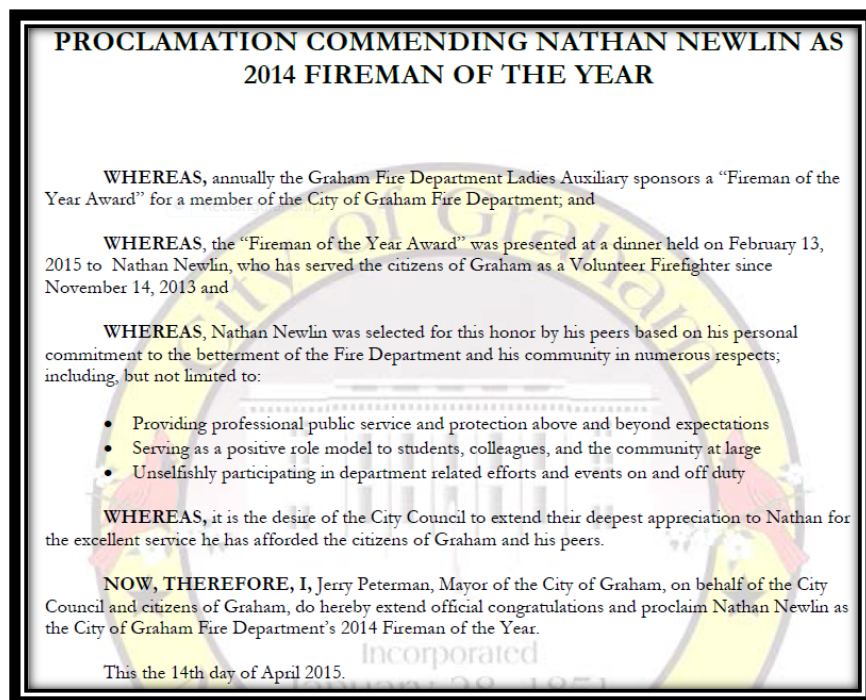 PROCLAMATION COMMENDING NATHAN NEWLIN AS
2014 FIREMAN OF THE YEAR
WHEREAS, annually the Graham Fire Department Ladies Auxiliary sponsors a “Fireman of the
Year Award” for a member of the City of Graham Fire Department; and
WHEREAS, the “Fireman of the Year Award” was presented at a dinner held on February 13,
2015 to Nathan Newlin, who has served the citizens of Graham as a Volunteer Firefighter since
November 14, 2013 and
WHEREAS, Nathan Newlin was selected for this honor by his peers based on his personal
commitment to the betterment of the Fire Department and his community in numerous respects;
including, but not limited to:
• Providing professional public service and protection above and beyond expectations
• Serving as a positive role model to students, colleagues, and the community at large
• Unselfishly participating in department related efforts and events on and off duty
WHEREAS, it is the desire of the City Council to extend their deepest appreciation to Nathan for
the excellent service he has afforded the citizens of Graham and his peers.
NOW, THEREFORE, I, Jerry Peterman, Mayor of the City of Graham, on behalf of the City
Council and citizens of Graham, do hereby extend official congratulations and proclaim Nathan Newlin as
the City of Graham Fire Department’s 2014 Fireman of the Year.
This the 14th day of April 2015.
City of Graham
Incorporated
January 28, 1851